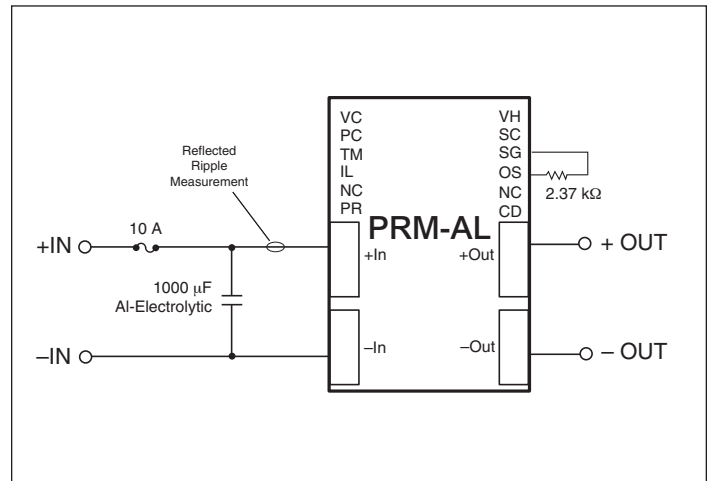 VC
PC
TM
IL
NC
PR
VH
SC
SG
OS
NC
CD
2.37 kΩ
Reflected
Ripple
Measurement
PRM-AL
10 A
+IN
+In
+Out
+ OUT
1000 µF
Al-Electrolytic
–IN
–In
–Out
– OUT